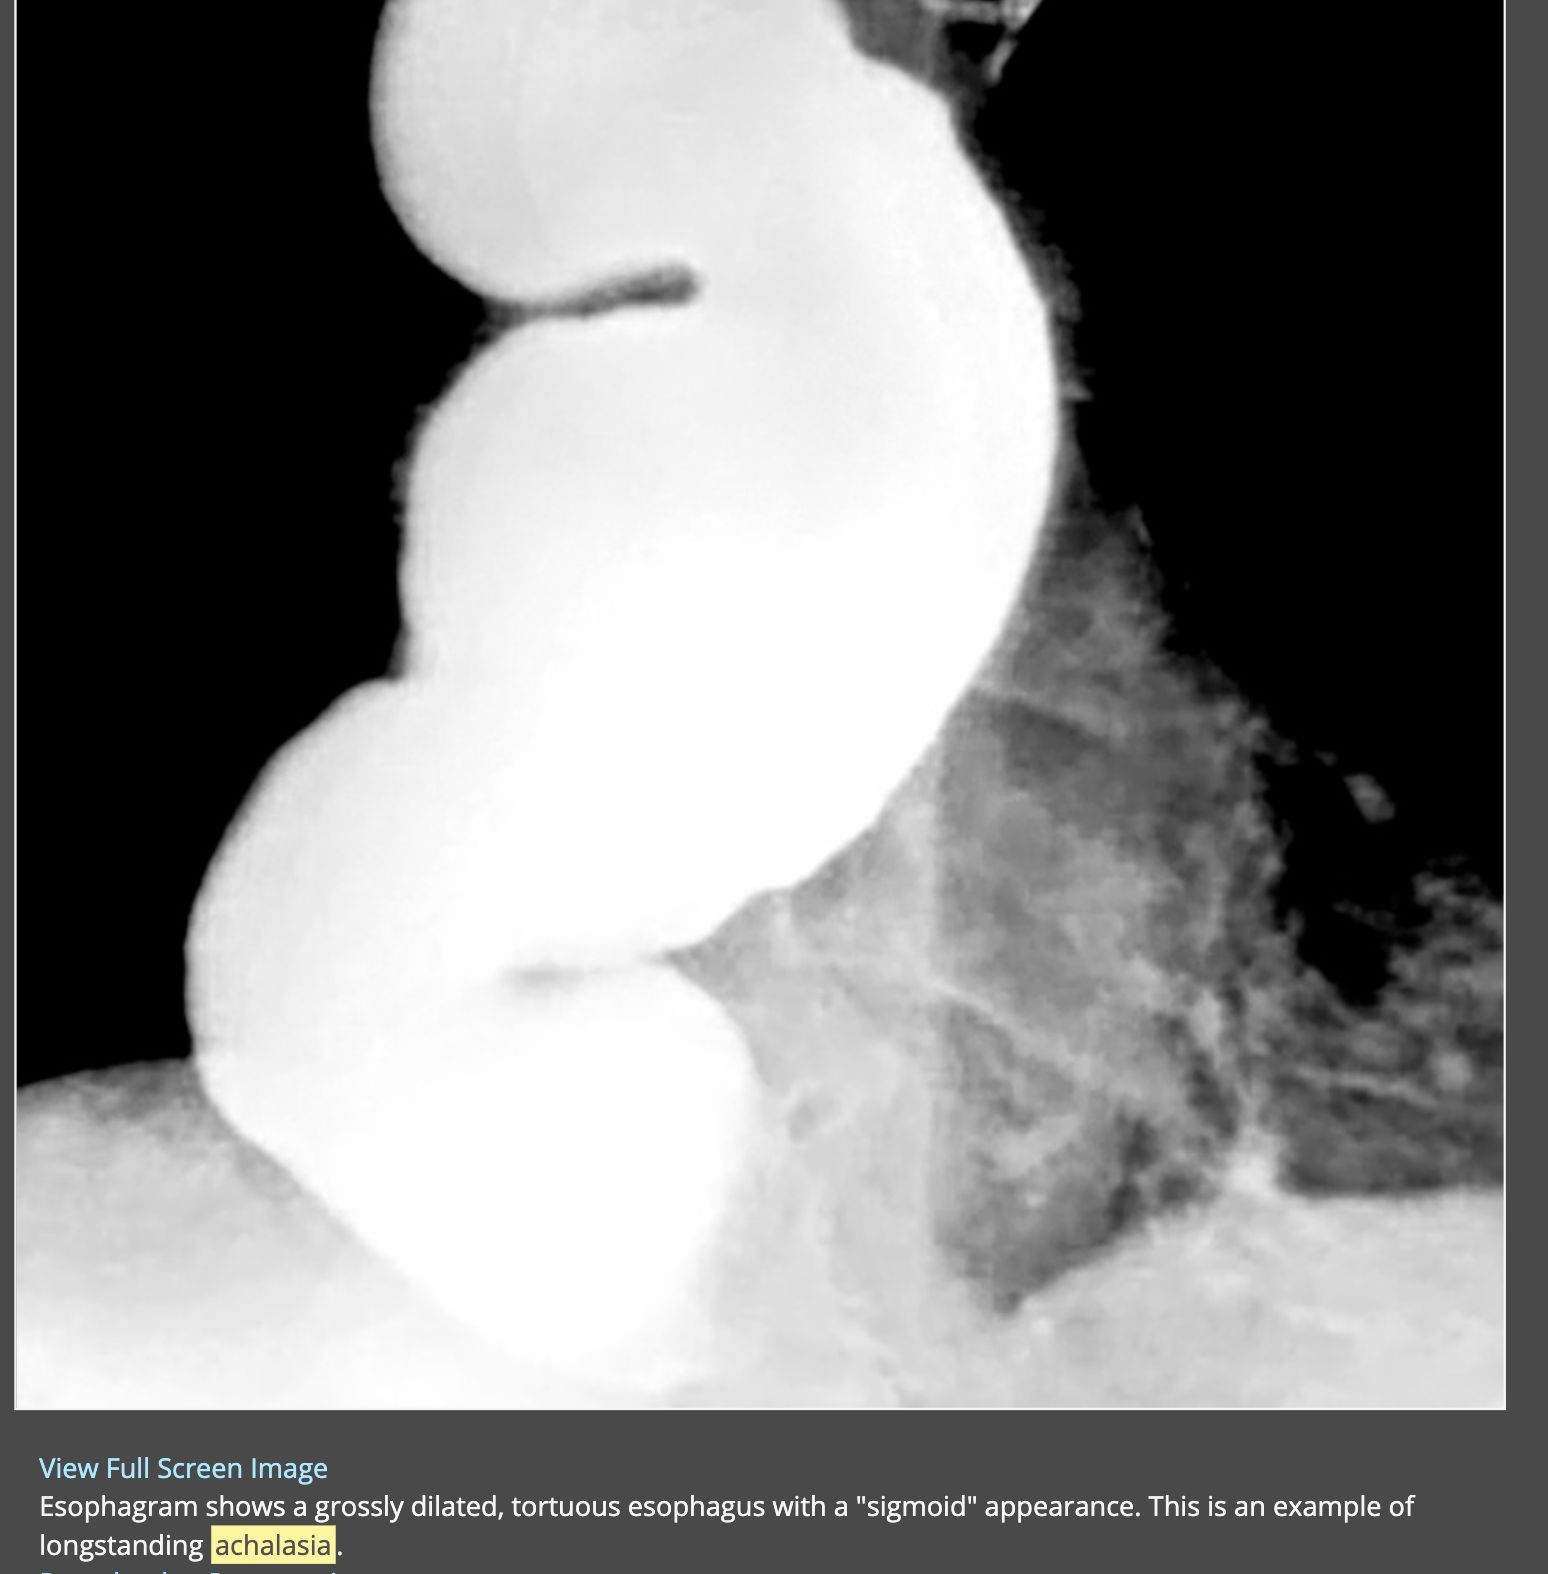 View Full Screen Image
Esophagram shows a grossly dilated, tortuous esophagus with a "sigmoid" appearance. This is an example of
longstanding achalasia.